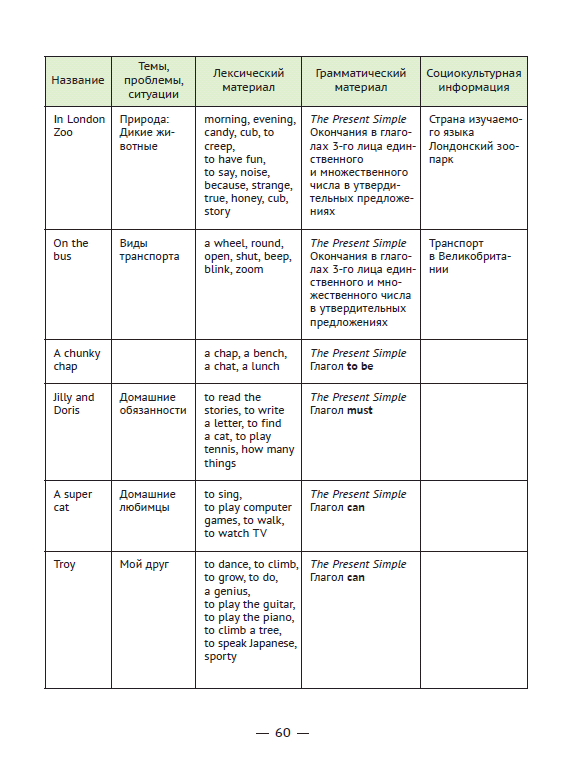 Название
Темы,
проблемы,
ситуации
Лексический
материал
Грамматический
материал
Социокультурная
информация
In London
Zoo
Природа:
Дикие жи-
вотные
morning, evening,
candy, cub, to
creep,
to have fun,
to say, noise,
because, strange,
true, honey, cub,
story
The Present Simple
Окончания в глаго-
лах 3-го лица един-
ственного
и множественного
числа в утверди-
тельных предложе-
ниях
Страна изучаемо-
го языка
Лондонский зоо-
парк
On the
bus
Виды
транспорта
a wheel, round,
open, shut, beep,
blink, zoom
The Present Simple
Окончания в глаго-
лах 3-го лица един-
ственного и мно-
жественного числа
в утвердительных
предложениях
Транспорт
в Великобрита-
нии
A chunky
chap
a chap, a bench,
a chat, a lunch
The Present Simple
Глагол to be
Jilly and
Doris
Домашние
обязанности
to read the
stories, to write
a letter, to find
a cat, to play
tennis, how many
things
The Present Simple
Глагол must
A super
cat
Домашние
любимцы
to sing,
to play computer
games, to walk,
to watch TV
The Present Simple
Глагол can
Troy
Мой друг
to dance, to climb,
to grow, to do,
a genius,
to play the guitar,
to play the piano,
to climb a tree,
to speak Japanese,
sporty
The Present Simple
Глагол can
— 60 —